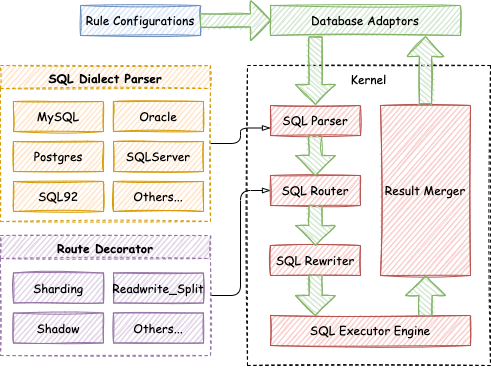 Rule Configurations
Database Adaptors
SQL Dialect Parser
MySQL
Oracle
Postgres
SQLServer
SQL92
Others...
Route Decorator
Sharding
Readwrite_Split
Shadow
Others...
Kernel
SQL Parser
SQL Router
SQL Rewriter
Result Merger
SQL Executor Engine